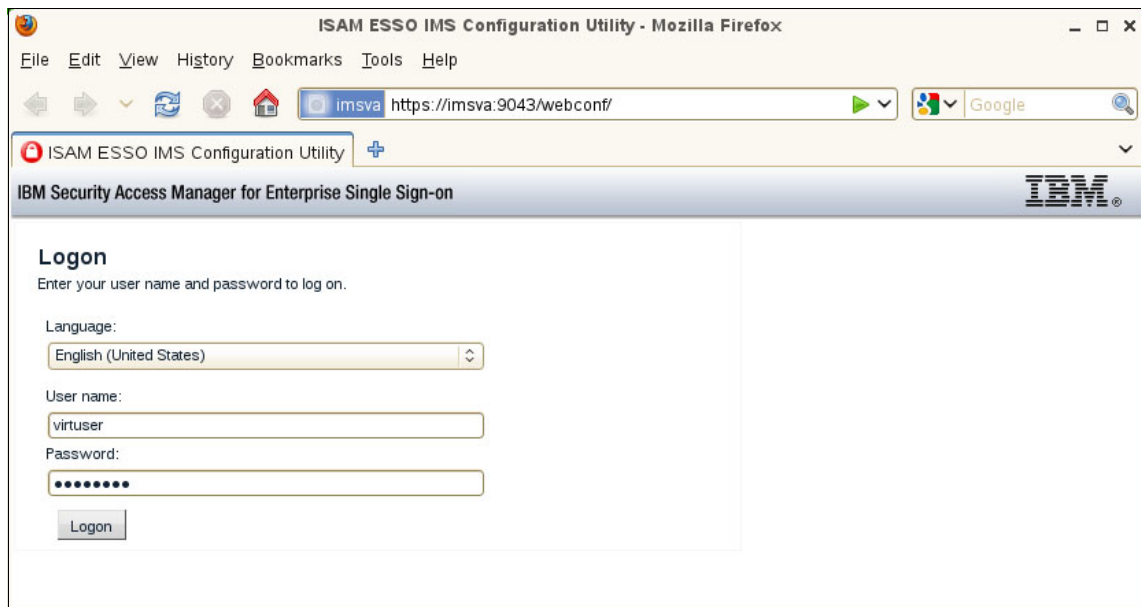 ISAM ESSO IMS Configuration Utility - Mozilla Firefox
File Edit View History Bookmarks Tools Help
imsva https://imsva:9043/webconf/ Google
ISAM ESSO IMS Configuration Utility
IBM Security Access Manager for Enterprise Single Sign-on IBM®
Logon
Enter your user name and password to log on.
Language:
English (United States)
User name:
virtuser
Password:
••••••••
Logon